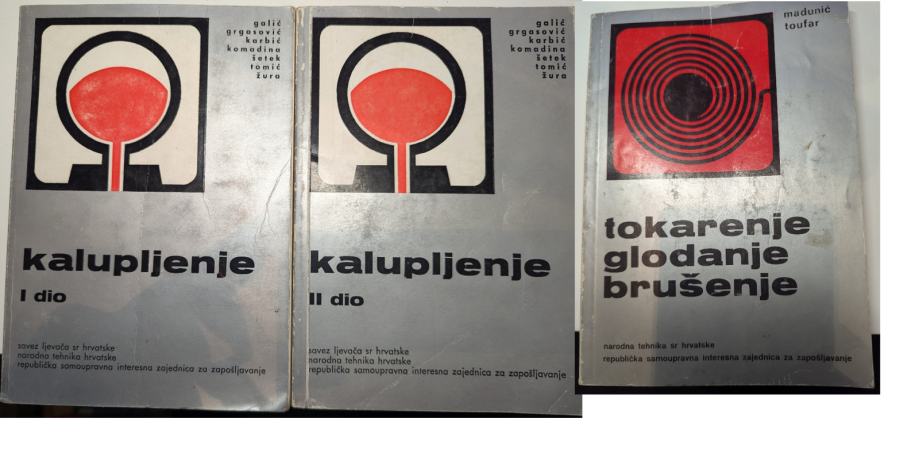 galić
grgasović
karbić
komadina
šetek
tomić
žura
kalupljenje
I dio
savez ljevača sr hrvatske
narodna tehnika hrvatske
republička samoupravna interesna zajednica za zapošljavanje
galić
grgasović
karbić
komadina
šetek
tomić
žura
kalupljenje
II dio
savez ljevača sr hrvatske
narodna tehnika hrvatske
republička samoupravna interesna zajednica za zapošljavanje
madunić
toufar
tokarenje
glodanje
brušenje
narodna tehnika sr hrvatske
republička samoupravna interesna zajednica za zapošljavanje